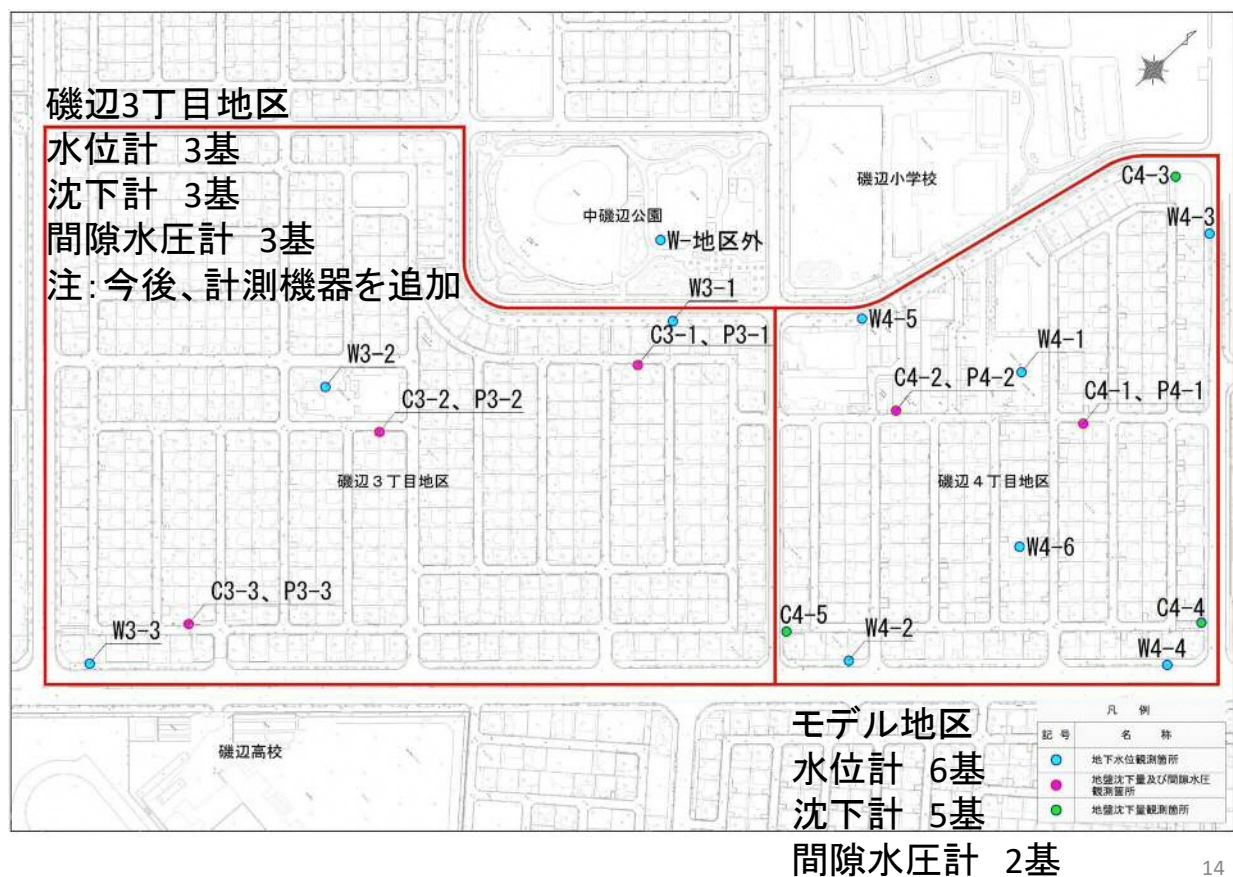 磯辺3丁目地区
水位計 3基
沈下計 3基
間隙水圧計 3基
注:今後、計測機器を追加
中磯辺公園
W-地区外
磯辺小学校
C4-3
W4-3
W3-1
W4-5
C3-1、P3-1
W3-2
W4-1
C4-2、P4-2
C4-1、P4-1
C3-2、P3-2
磯辺3丁目地区
磯辺4丁目地区
W4-6
C3-3、P3-3
W3-3
C4-5
W4-2
C4-4
W4-4
磯辺高校
モデル地区
水位計 6基
沈下計 5基
間隙水圧計 2基
凡 例
記 号 名 称
地下水位観測箇所
地盤沈下量及び間隙水圧
観測箇所
地盤沈下量観測箇所
14